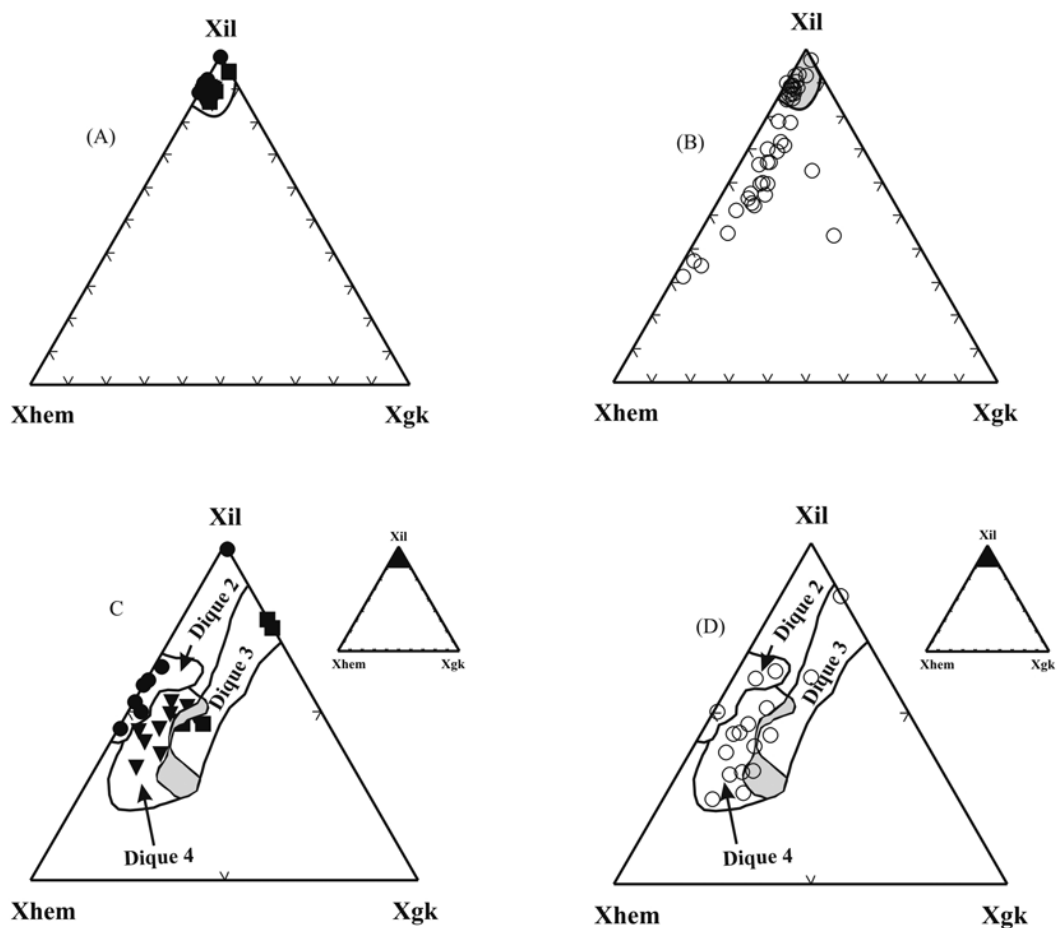 Xil
(A)
Xhem
Xgk
Xil
(B)
Xhem
Xgk
Xil
C
Dique 2
Dique 3
Dique 4
Xhem
Xgk
Xil
Xhem
Xgk
Xil
(D)
Dique 2
Dique 3
Dique 4
Xhem
Xgk
Xil
Xhem
Xgk